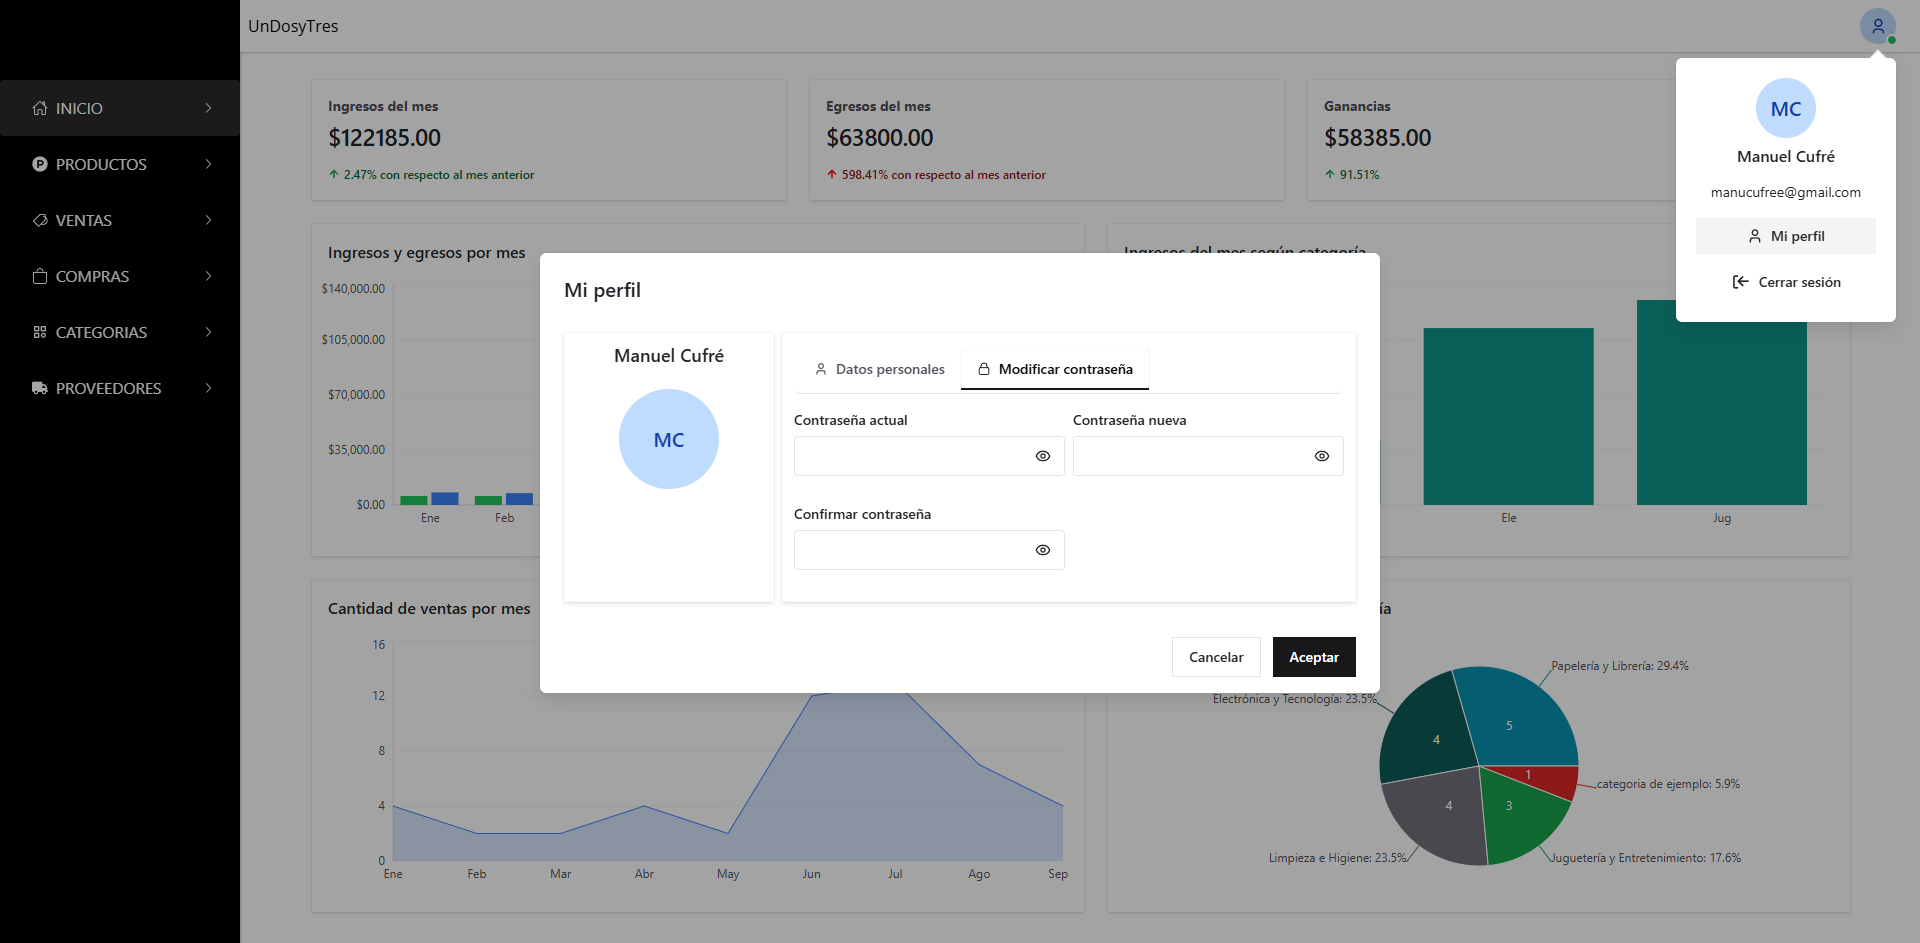 UnDosyTres
INICIO
PRODUCTOS
VENTAS
COMPRAS
CATEGORIAS
PROVEEDORES
Ingresos del mes
$122185.00
2.47% con respecto al mes anterior
Egresos del mes
$63800.00
598.41% con respecto al mes anterior
Ganancias
$58385.00
91.51%
MC
Manuel Cufré
manucufree@gmail.com
Mi perfil
Cerrar sesión
Ingresos y egresos por mes
$140,000.00
$105,000.00
$70,000.00
$35,000.00
$0.00
Ene
Feb
Ingresos del mes según categoría
Ele
Jug
Mi perfil
Manuel Cufré
MC
Datos personales
Modificar contraseña
Contraseña actual
Contraseña nueva
Confirmar contraseña
Cancelar
Aceptar
Cantidad de ventas por mes
16
12
8
4
0
Ene
Feb
Mar
Abr
May
Jun
Jul
Ago
Sep
ía
Papelería y Librería: 29.4%
Electrónica y Tecnología: 23.5%
categoria de ejemplo: 5.9%
Limpieza e Higiene: 23.5%
Juguetería y Entretenimiento: 17.6%
5
4
1
4
3